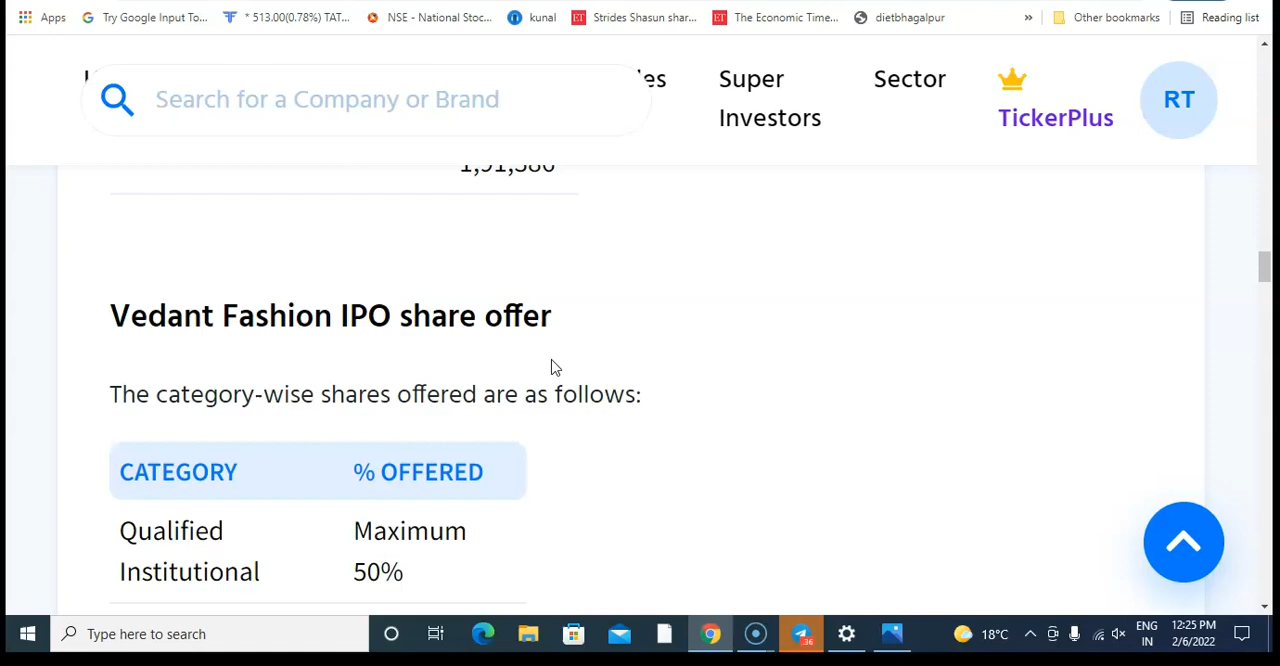 Apps Try Google Input To... * 513.00(0.78%) TAT... NSE - National Stoc... kunal ET Strides Shasun shar... ET The Economic Time... dietbhagalpur » Other bookmarks Reading list
Search for a Company or Brand
Super
Investors
Sector
TickerPlus
RT
Vedant Fashion IPO share offer
The category-wise shares offered are as follows:
CATEGORY % OFFERED
Qualified Maximum
Institutional 50%
Type here to search
36
18°C
ENG
IN
12:25 PM
2/6/2022